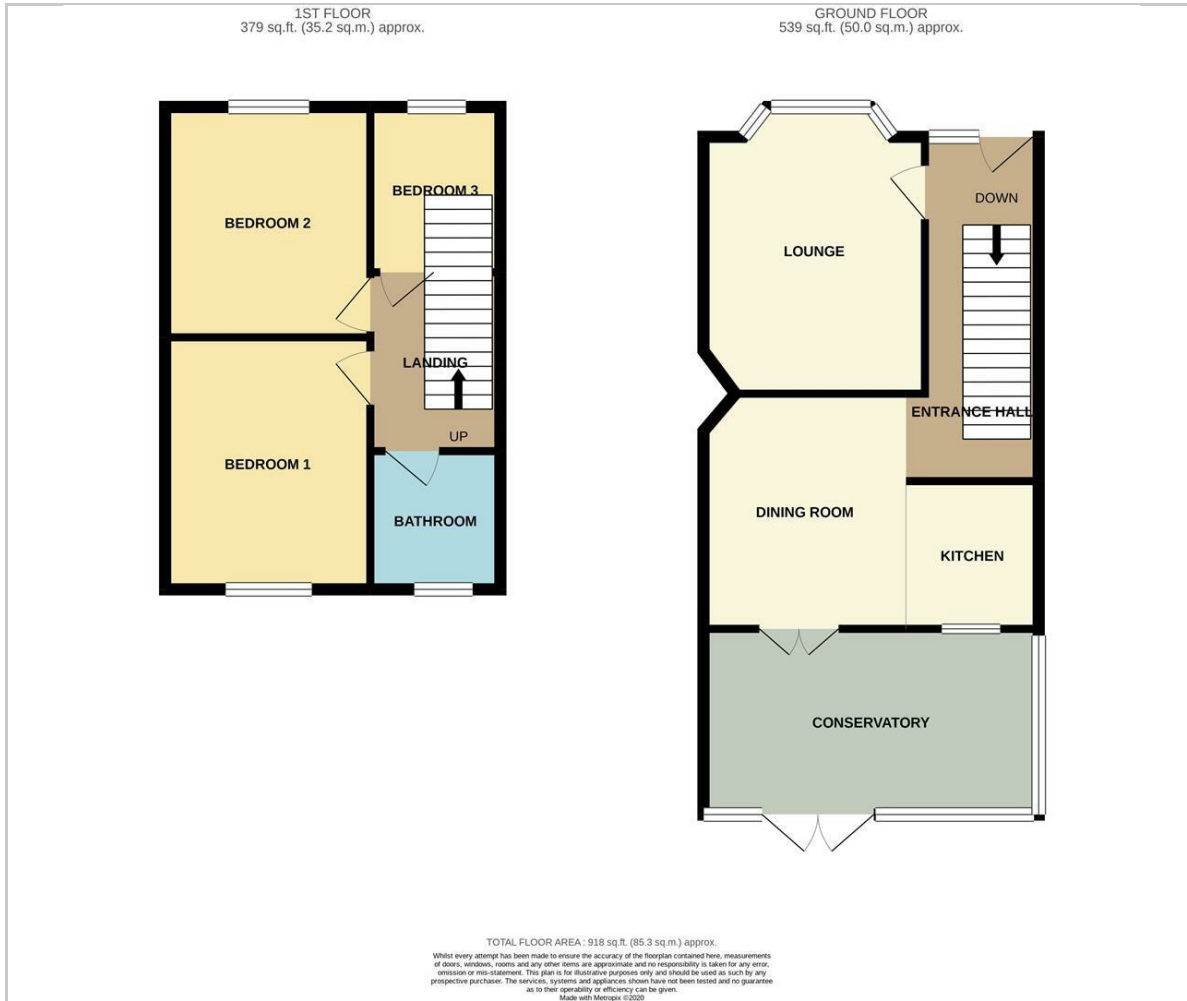 1ST FLOOR
379 sq.ft. (35.2 sq.m.) approx.
BEDROOM 3
BEDROOM 2
LANDING
UP
BEDROOM 1
BATHROOM
GROUND FLOOR
539 sq.ft. (50.0 sq.m.) approx.
DOWN
LOUNGE
ENTRANCE HALL
DINING ROOM
KITCHEN
CONSERVATORY
TOTAL FLOOR AREA : 918 sq.ft. (85.3 sq.m.) approx.
Whilst every attempt has been made to ensure the accuracy of the floorplan contained here, measurements
of doors, windows, rooms and any other items are approximate and no responsibility is taken for any error,
omission or mis-statement. This plan is for illustrative purposes only and should be used as such by any
prospective purchaser. The services, systems and appliances shown have not been tested and no guarantee
as to their operability or efficiency can be given.
Made with Metropix ©2020